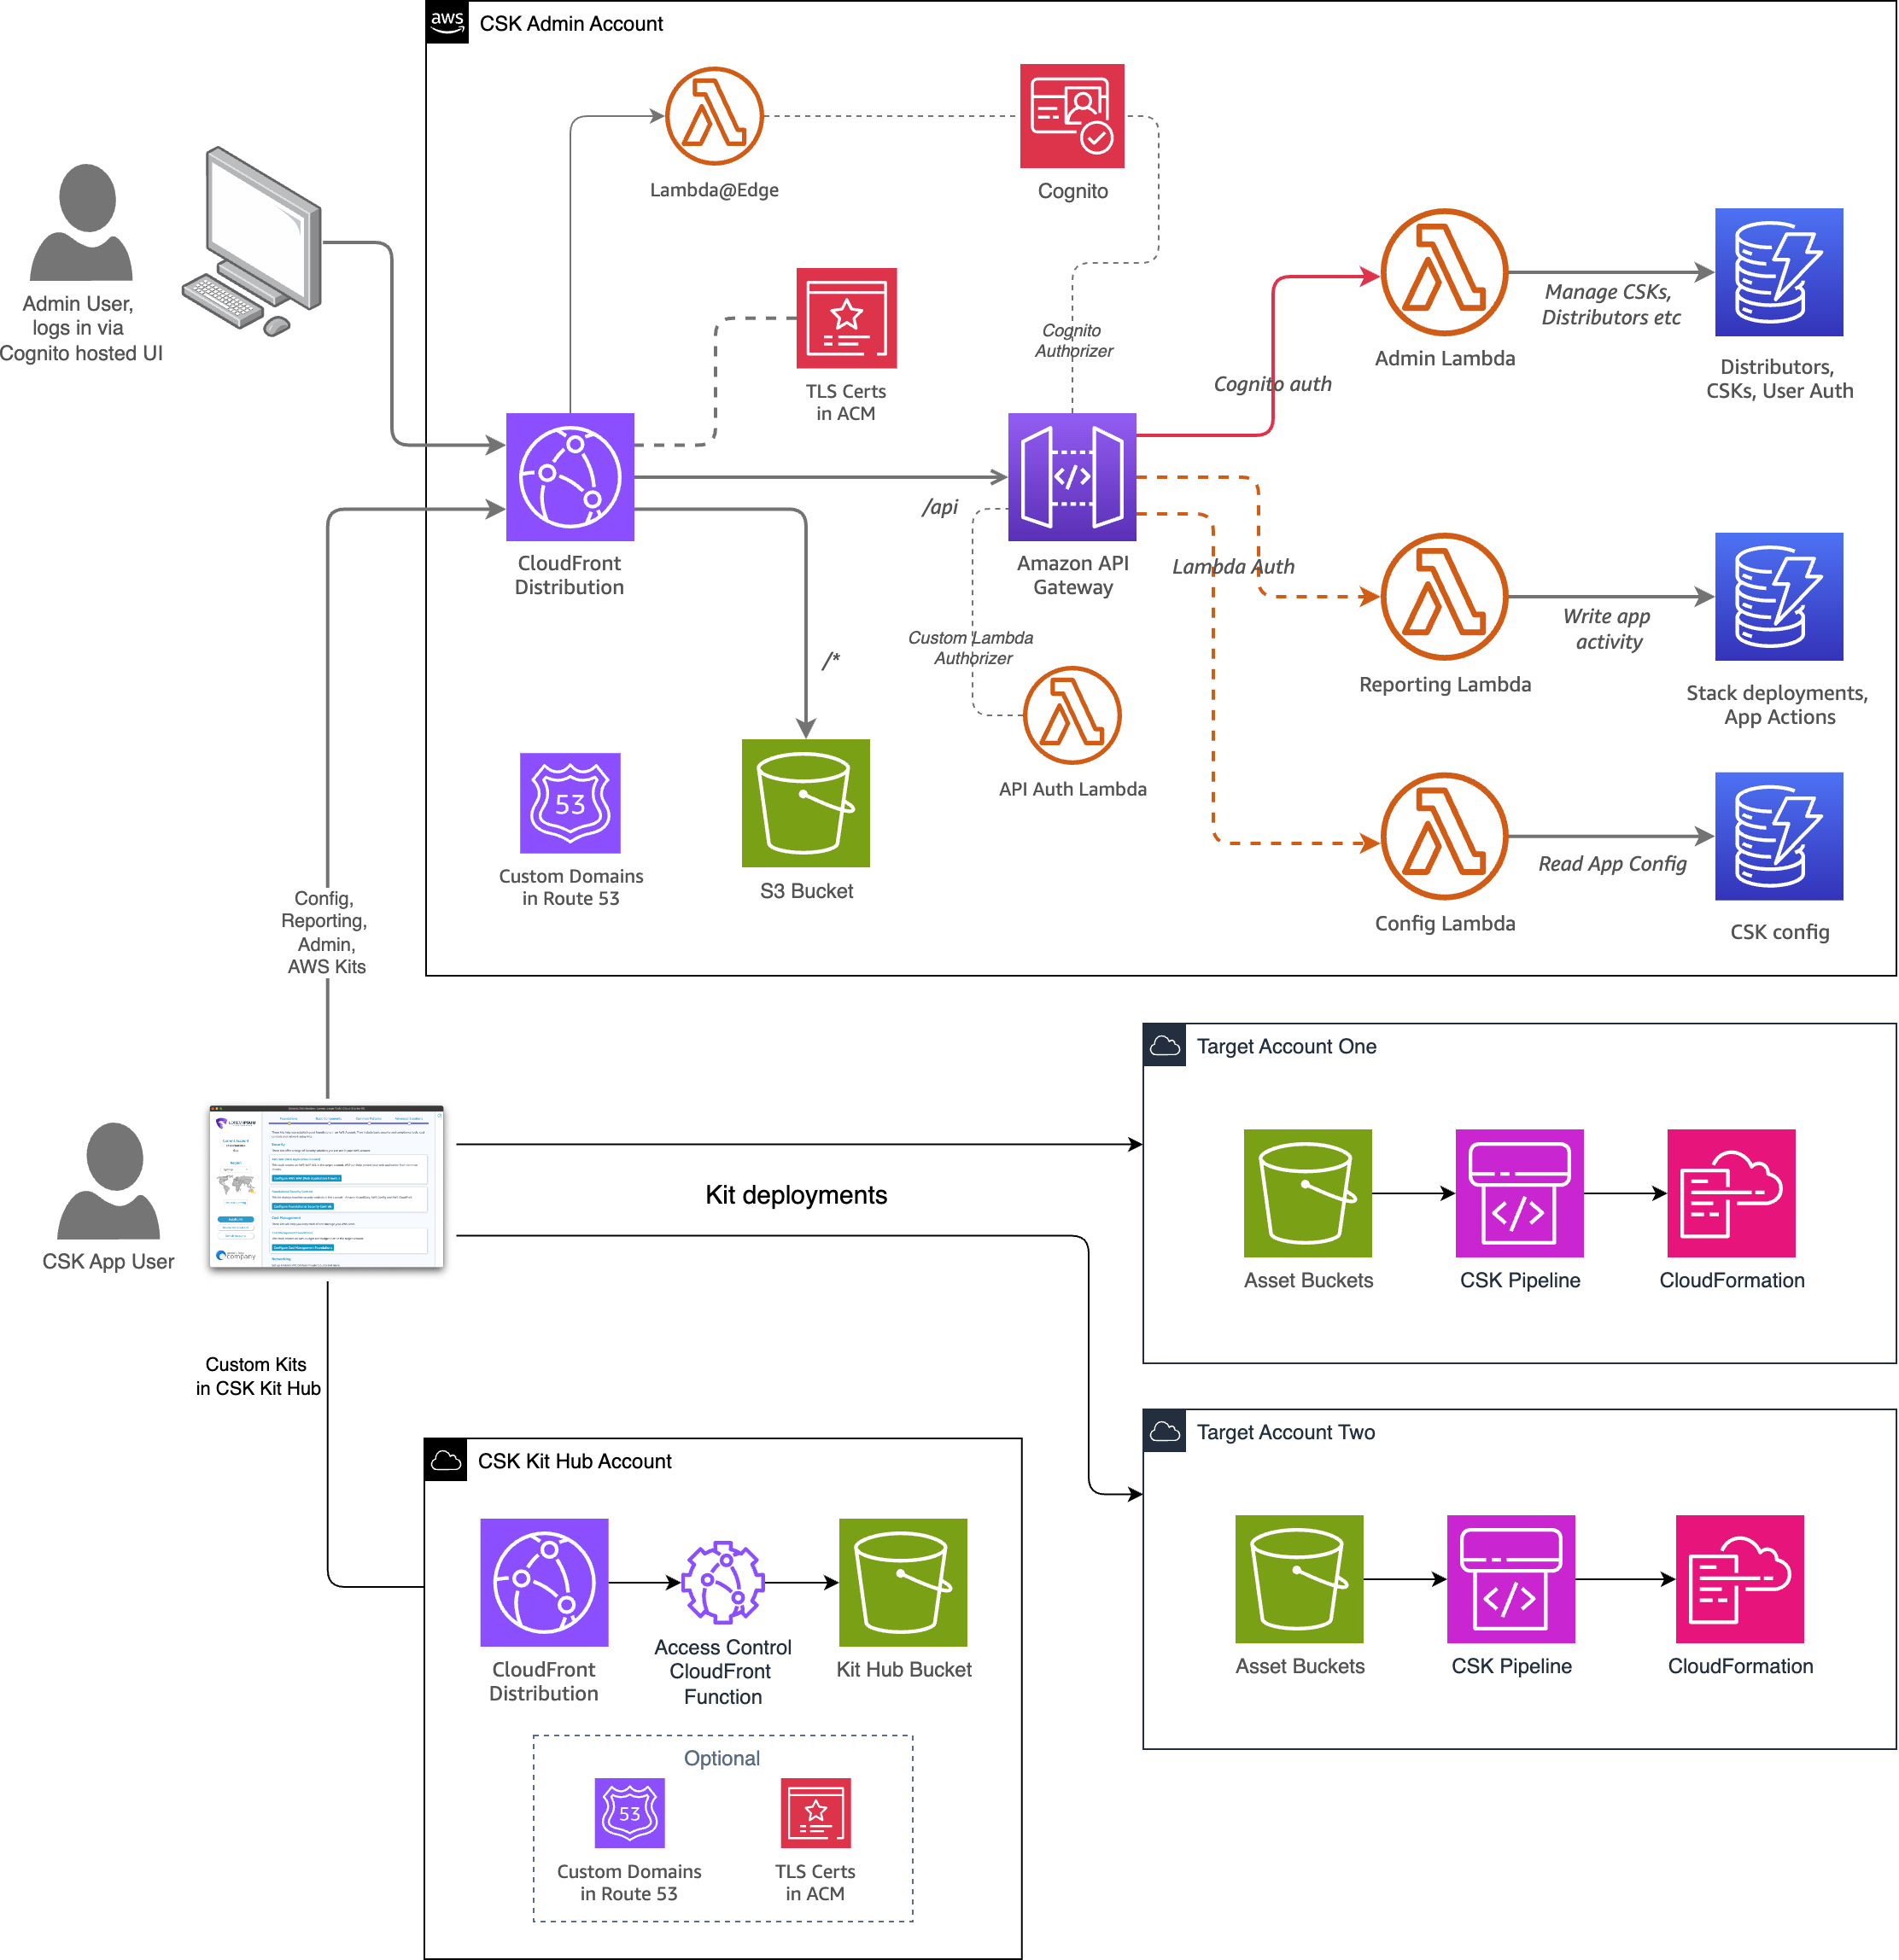 aws
CSK Admin Account
Lambda@Edge
Cognito
Admin User,
logs in via
Cognito hosted UI
TLS Certs
in ACM
Cognito
Authorizer
Cognito auth
Admin Lambda
Manage CSKs,
Distributors etc
Distributors,
CSKs, User Auth
CloudFront
Distribution
/api
</>
Amazon API
Gateway
Lambda Auth
Custom Lambda
Authorizer
Reporting Lambda
Write app
activity
Stack deployments,
App Actions
/*
53
Custom Domains
in Route 53
S3 Bucket
API Auth Lambda
Config Lambda
Read App Config
CSK config
Config,
Reporting,
Admin,
AWS Kits
Target Account One
CSK App User
Kit deployments
</>
Asset Buckets
CSK Pipeline
CloudFormation
Custom Kits
in CSK Kit Hub
Target Account Two
</>
Asset Buckets
CSK Pipeline
CloudFormation
CSK Kit Hub Account
CloudFront
Distribution
Access Control
CloudFront
Function
Kit Hub Bucket
Optional
53
Custom Domains
in Route 53
TLS Certs
in ACM